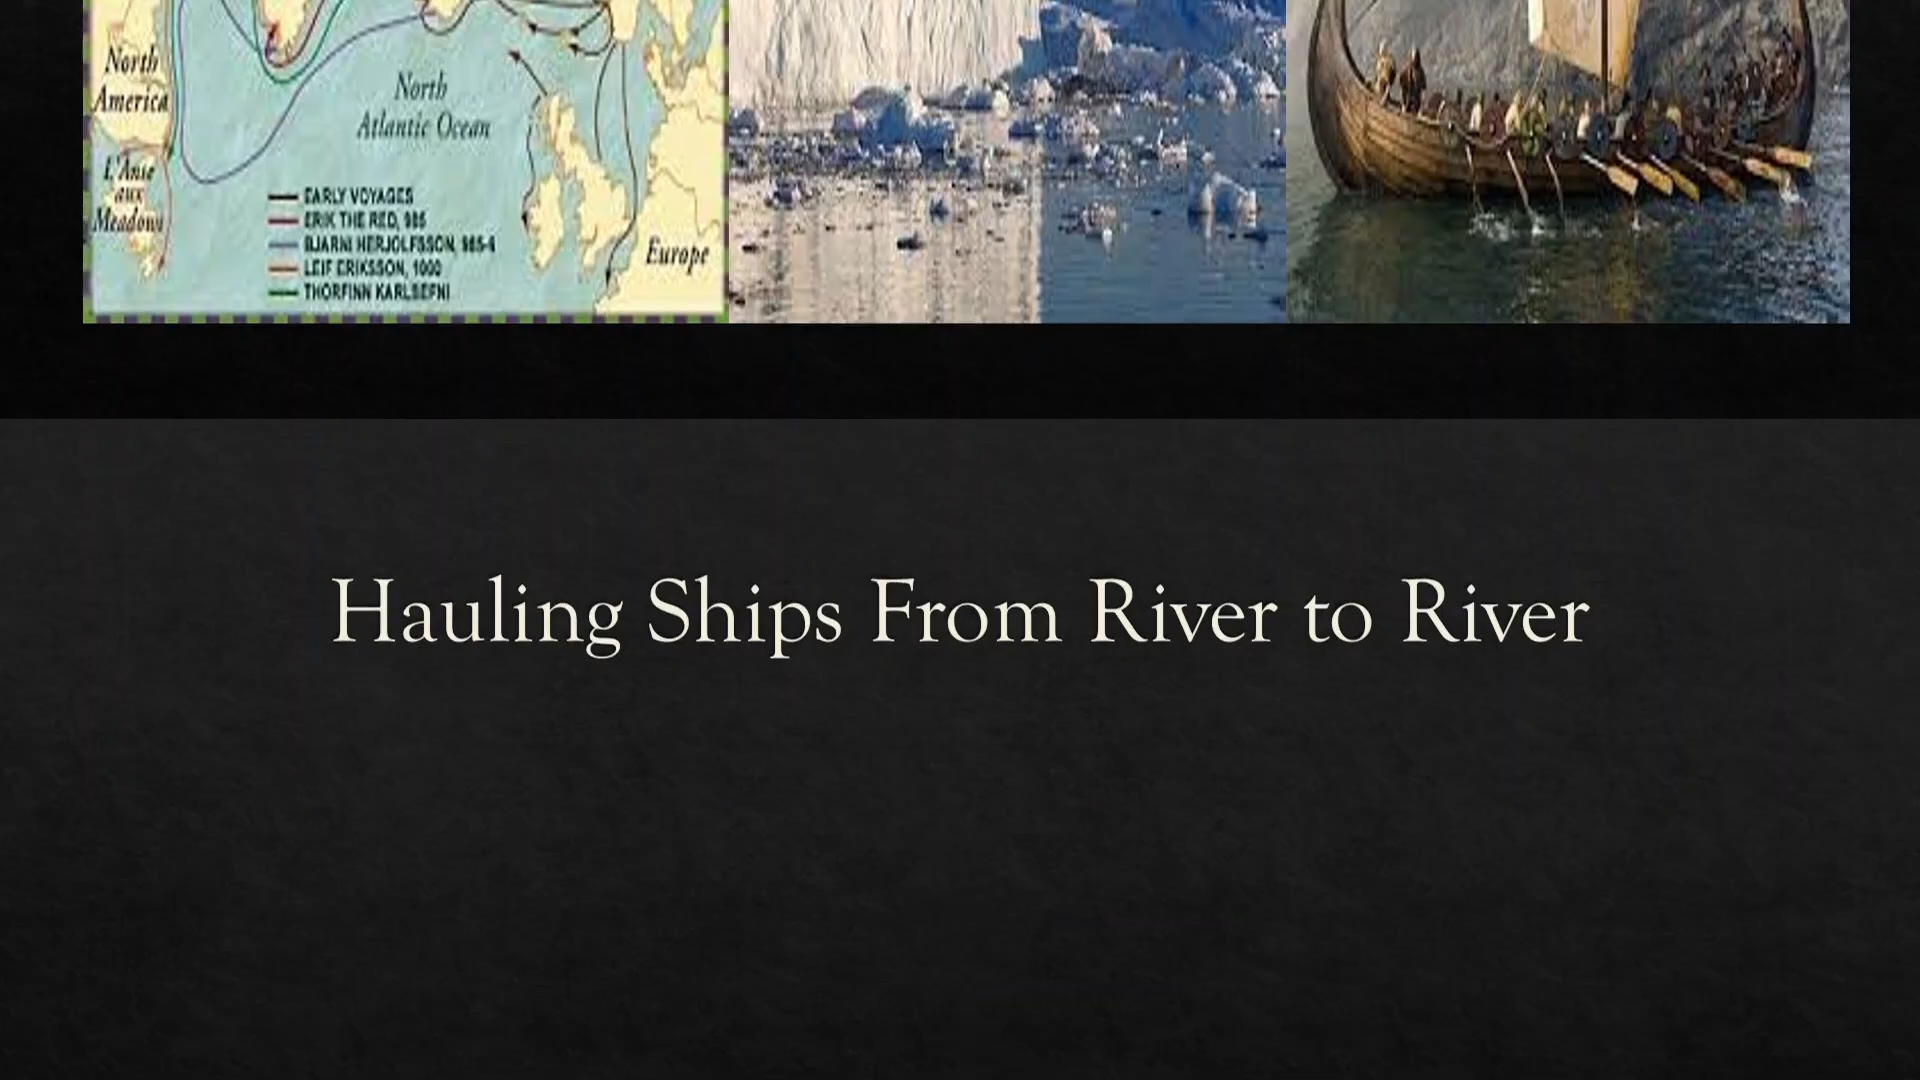 North
America
North
Atlantic Ocean
L'Anse
aux
Meadows
EARLY VOYAGES
ERIK THE RED, 985
BJARNI HERJOLFSSON, 985-6
LEIF ERIKSSON, 1000
THORFINN KARLSEFNI
Europe
Hauling Ships From River to River